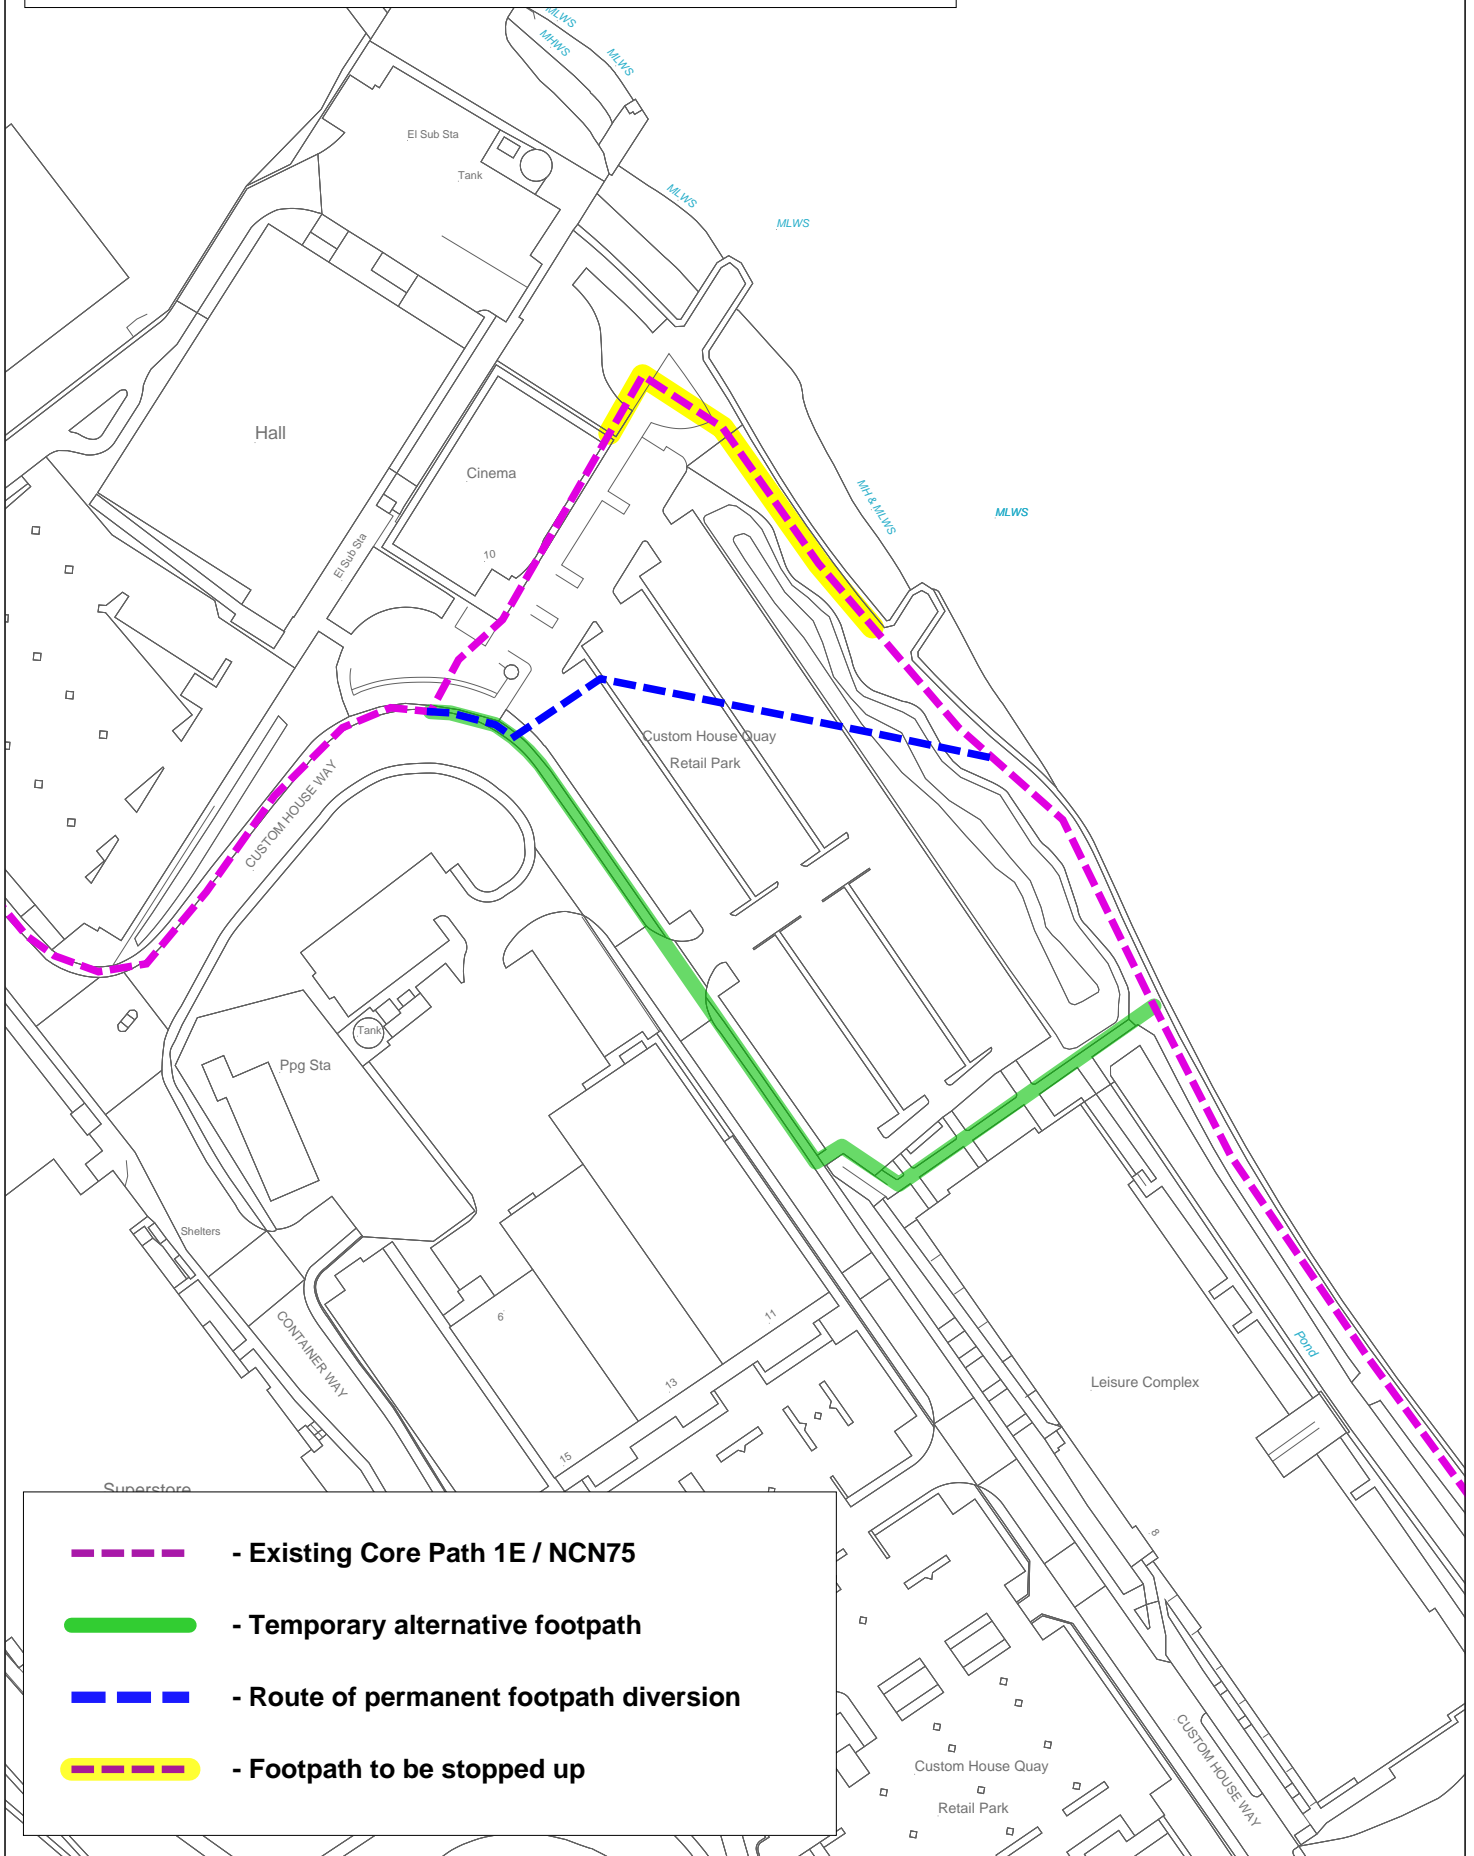 MLWS
MHWS
MLWS
El Sub Sta
Tank
MLWS
MLWS
Hall
Cinema
MH & MLWS
MLWS
10
El Sub Sta
Custom House Quay
Retail Park
CUSTOM HOUSE WAY
Tank
Ppg Sta
Shelters
6
11
CONTAINER WAY
Pond
13
Leisure Complex
15
Superstore
8
- Existing Core Path 1E / NCN75
- Temporary alternative footpath
- Route of permanent footpath diversion
- Footpath to be stopped up
CUSTOM HOUSE WAY
Custom House Quay
Retail Park